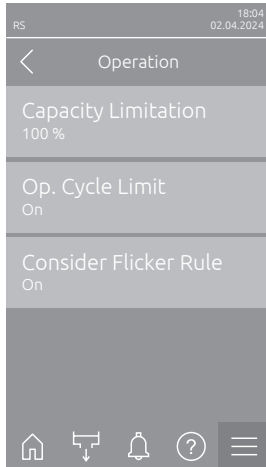 18:04
RS 02.04.2024
Operation
Capacity Limitation
100 %
Op. Cycle Limit
On
Consider Flicker Rule
On
?